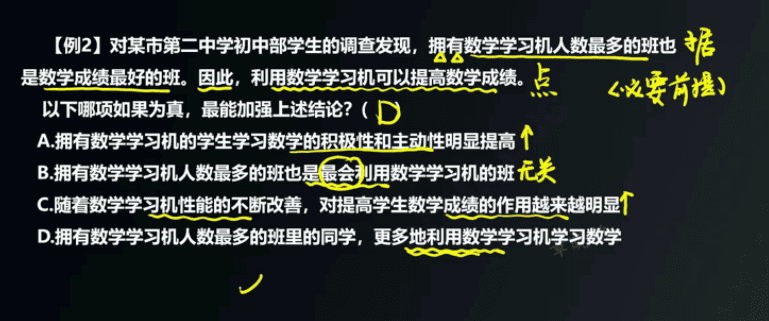 【例2】对某市第二中学初中部学生的调查发现，拥有数学学习机人数最多的班也 据
是数学成绩最好的班。因此，利用数学学习机可以提高数学成绩。 点 （必要前提）
以下哪项如果为真，最能加强上述结论？（ D ）
A.拥有数学学习机的学生学习数学的积极性和主动性明显提高↑
B.拥有数学学习机人数最多的班也是最会利用数学学习机的班 无关
C.随着数学学习机性能的不断改善，对提高学生数学成绩的作用越来越明显↑
D.拥有数学学习机人数最多的班里的同学，更多地利用数学学习机学习数学